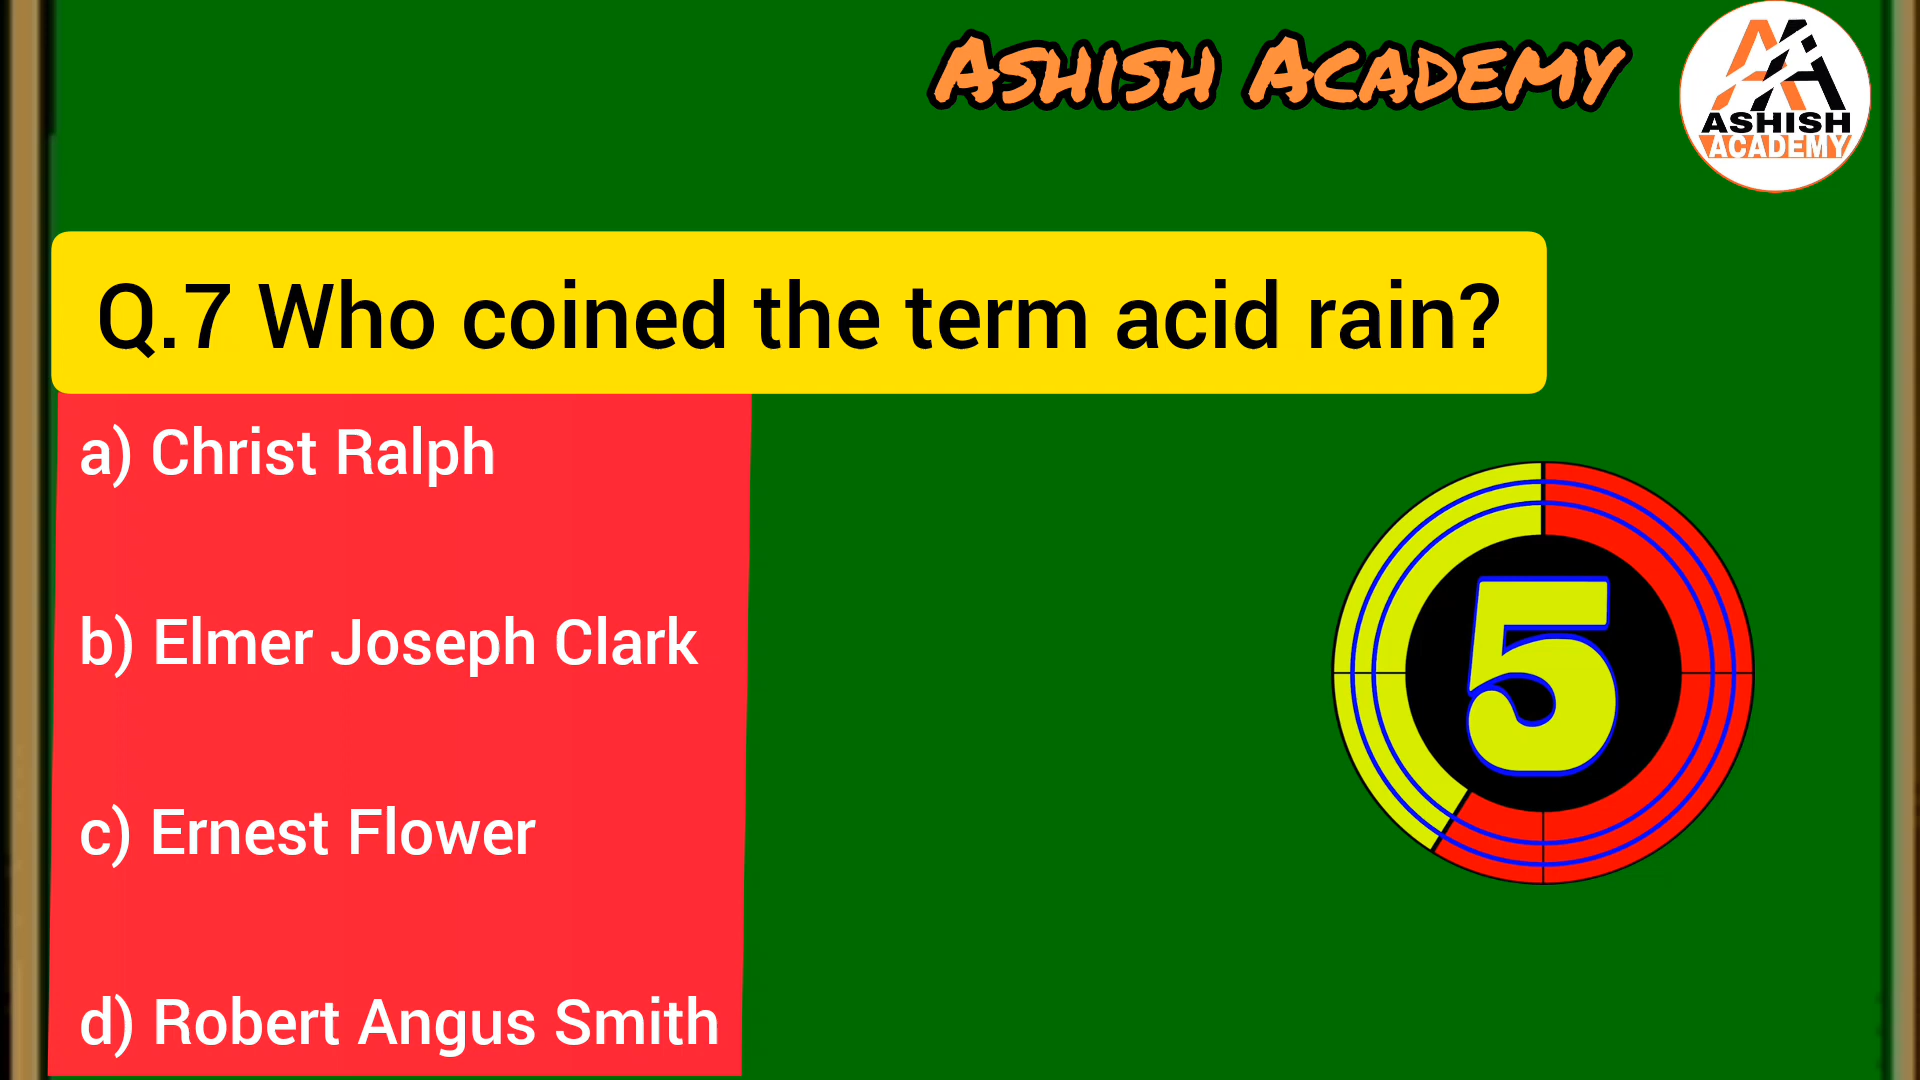 Ashish Academy
ASHISH
ACADEMY
Q.7 Who coined the term acid rain?
a) Christ Ralph
b) Elmer Joseph Clark
c) Ernest Flower
d) Robert Angus Smith
5